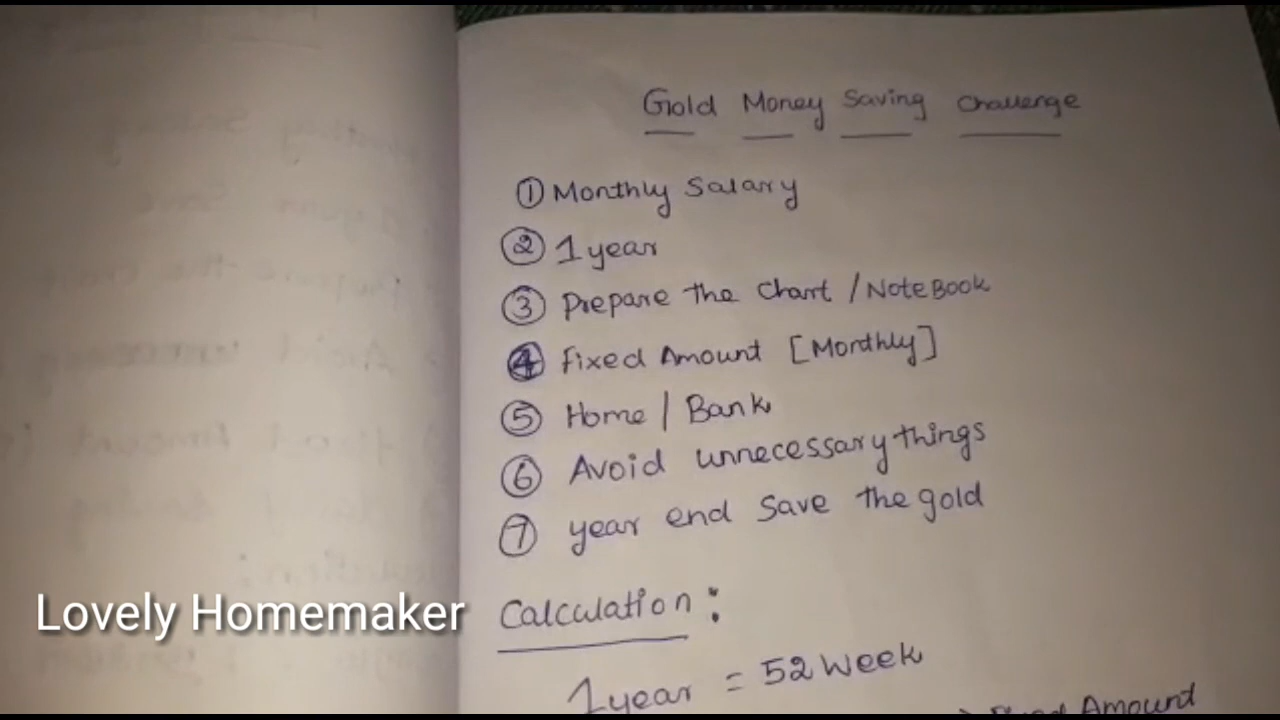 Gold Money Saving Challenge
① Monthly Salary
② 1 year
③ Prepare the chart / NoteBook
④ Fixed Amount [Monthly]
⑤ Home / Bank
⑥ Avoid unnecessary things
⑦ year end Save the gold
Lovely Homemaker
Calculation :
1 year = 52 week
Amount